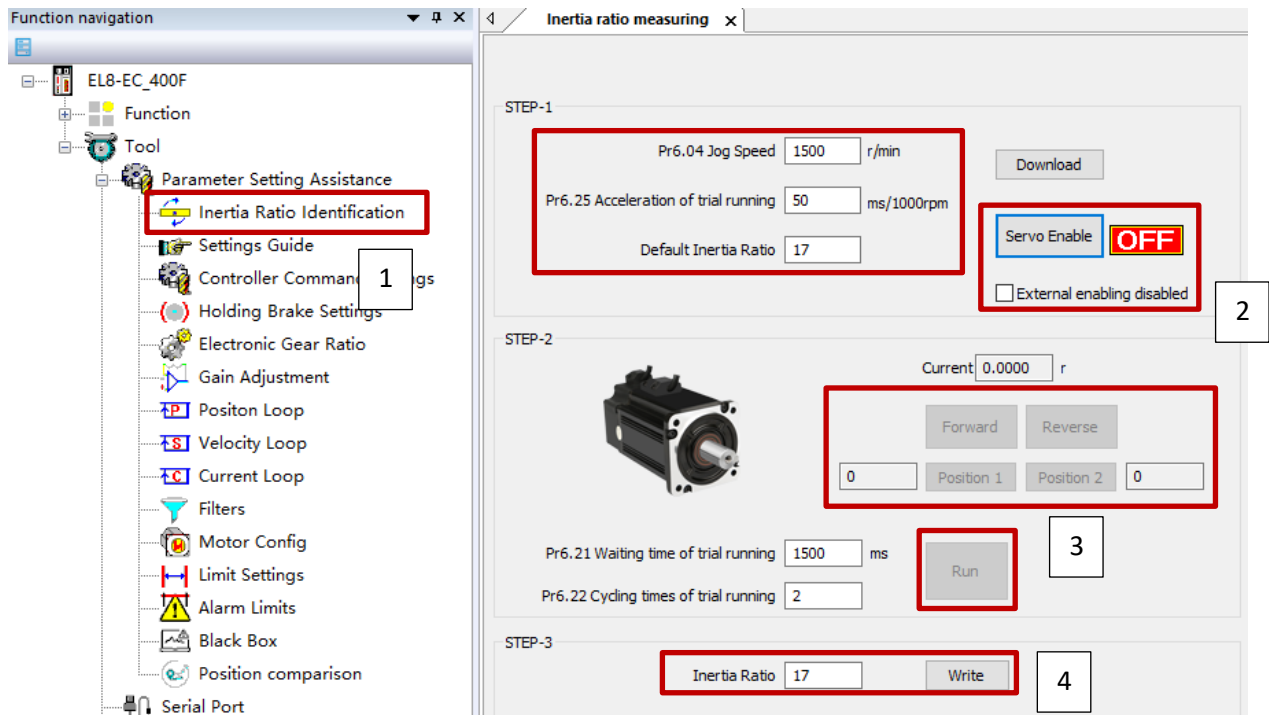 Function navigation
EL8-EC_400F
Function
Tool
Parameter Setting Assistance
Inertia Ratio Identification
Settings Guide
1
Controller Comman ngs
Holding Brake Settings
Electronic Gear Ratio
Gain Adjustment
P Positon Loop
S Velocity Loop
C Current Loop
Filters
M Motor Config
Limit Settings
Alarm Limits
Black Box
Position comparison
Serial Port
Inertia ratio measuring x
STEP-1
Pr6.04 Jog Speed 1500 r/min
Download
Pr6.25 Acceleration of trial running 50 ms/1000rpm
Servo Enable OFF
Default Inertia Ratio 17
External enabling disabled
2
STEP-2
Current 0.0000 r
Forward Reverse
0 Position 1 Position 2 0
3
Pr6.21 Waiting time of trial running 1500 ms
Run
Pr6.22 Cycling times of trial running 2
STEP-3
Inertia Ratio 17 Write
4